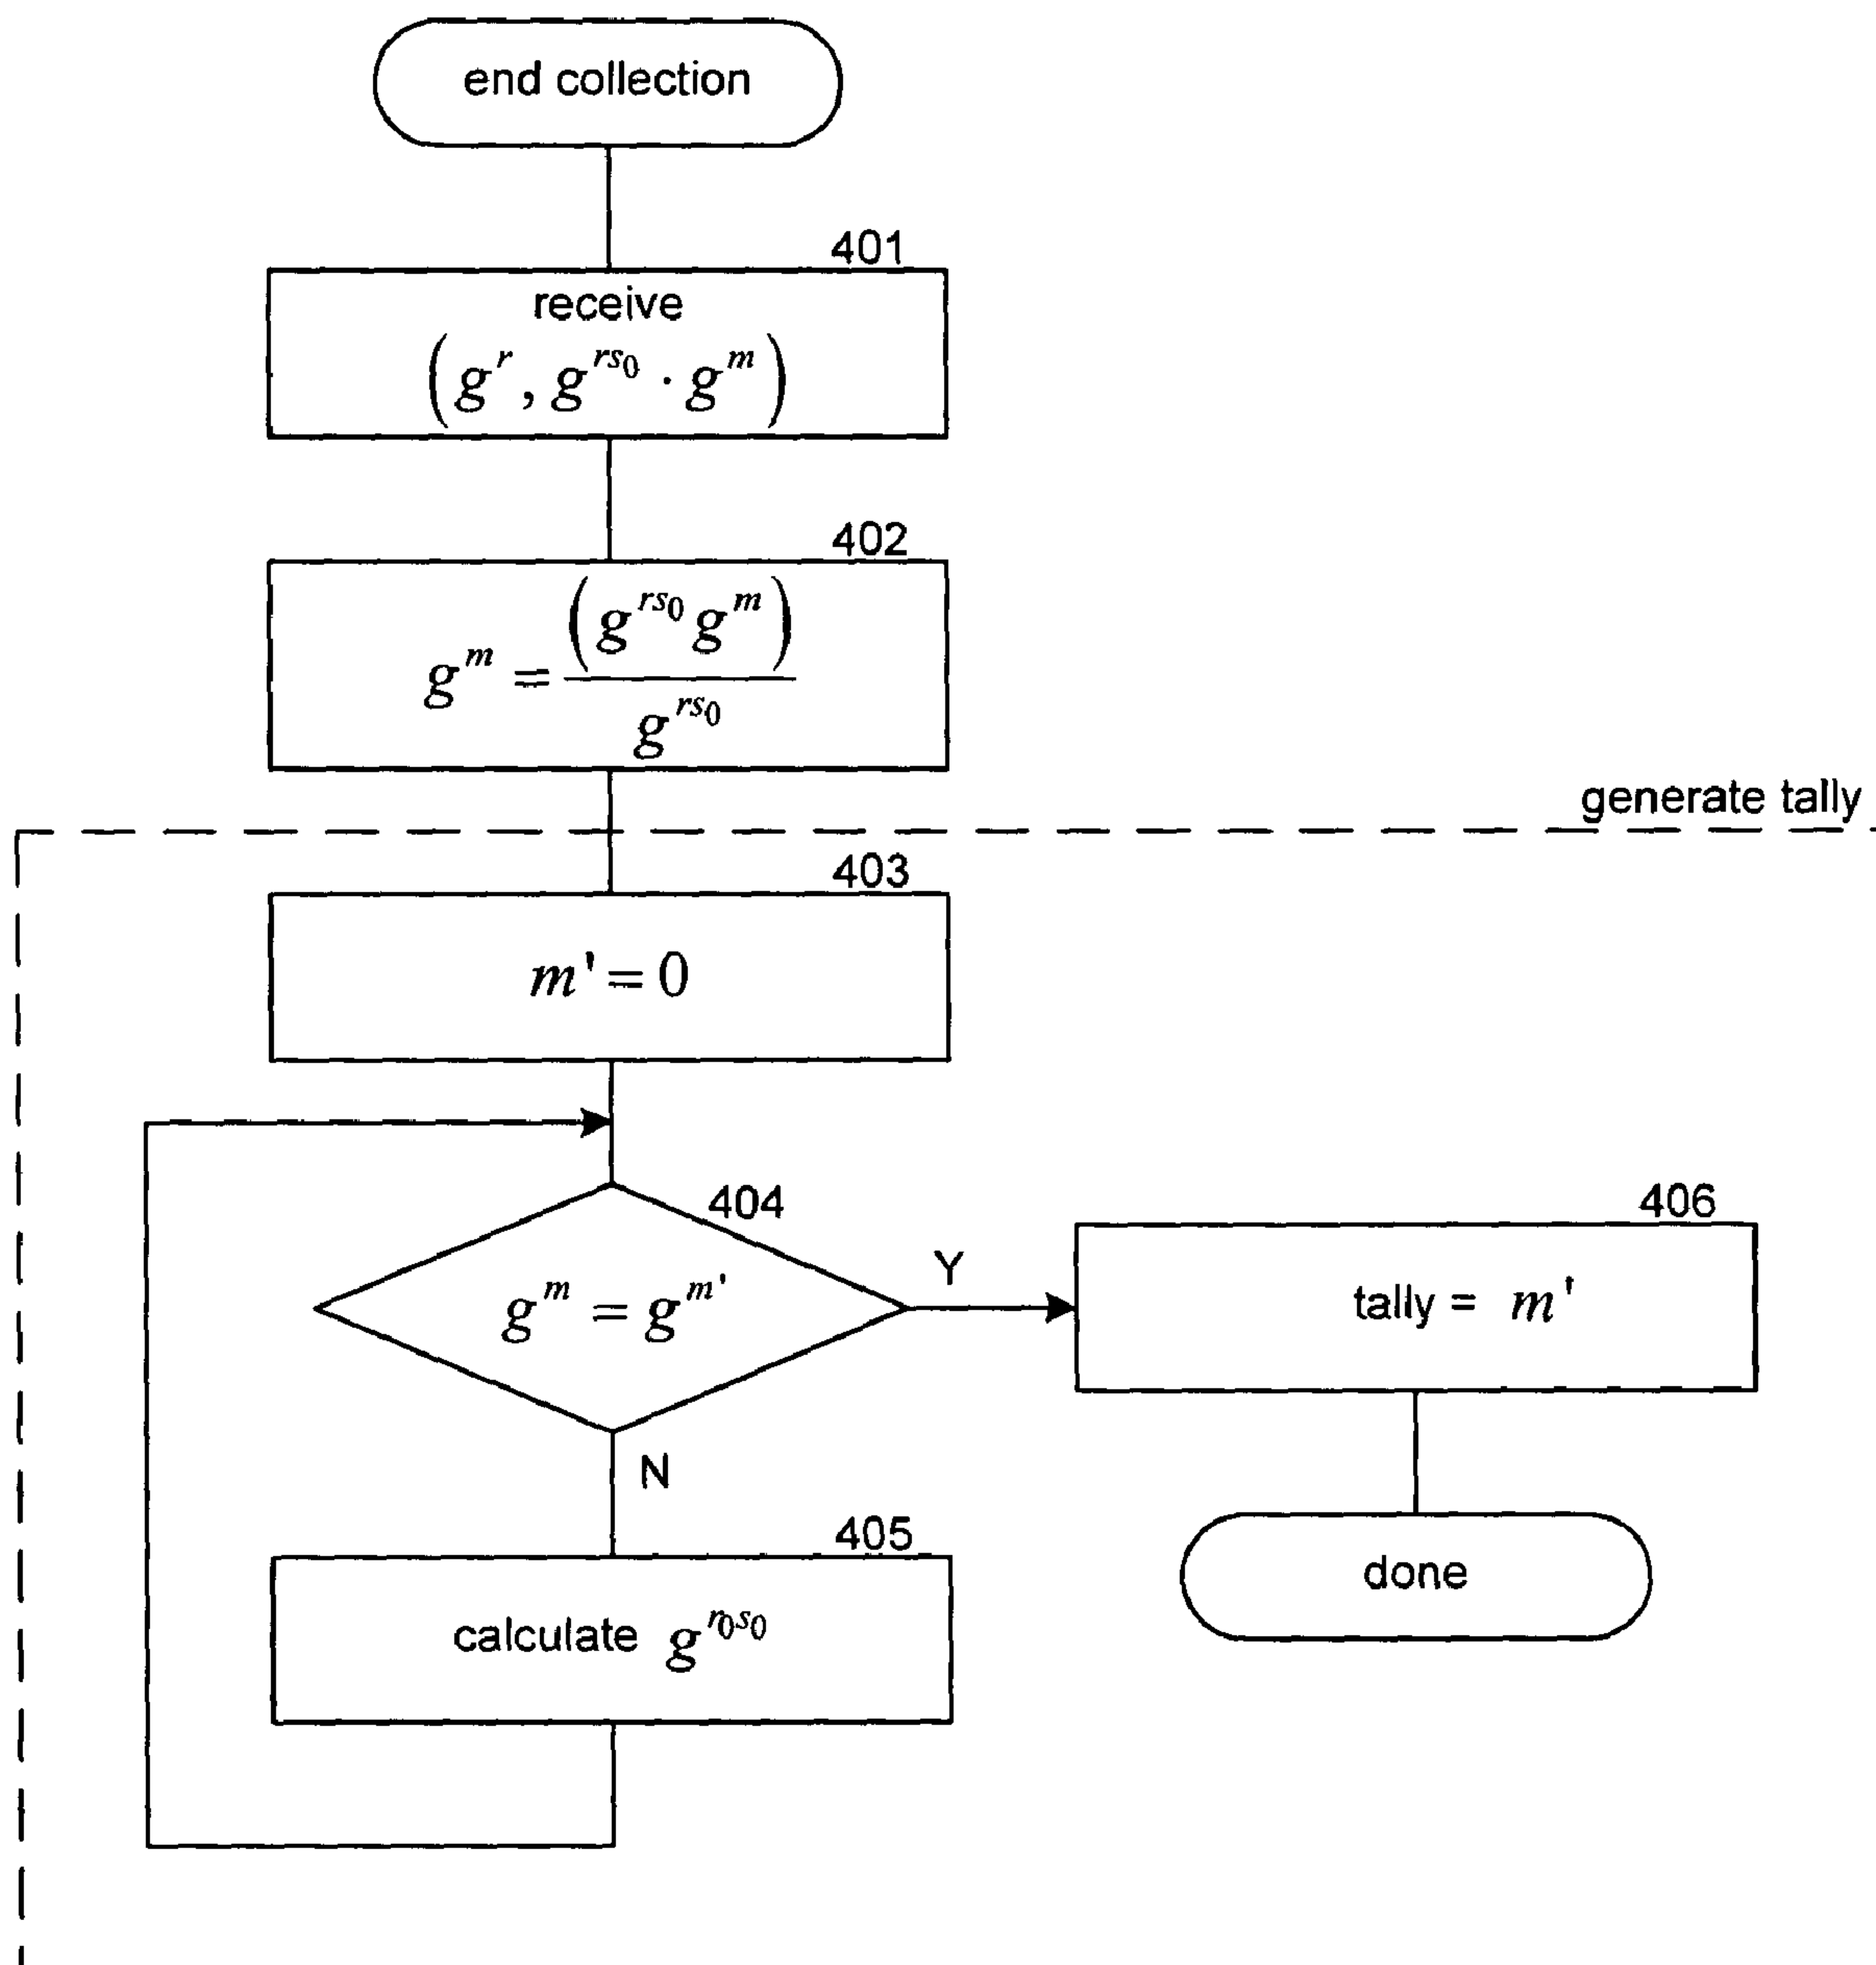 end collection
401
receive
(g^r, g^{rs_0} · g^m)
402
g^m = (g^{rs_0} g^m) / g^{rs_0}
generate tally
403
m' = 0
404
g^m = g^{m'}
Y
406
tally = m'
N
405
calculate g^{r_0 s_0}
done